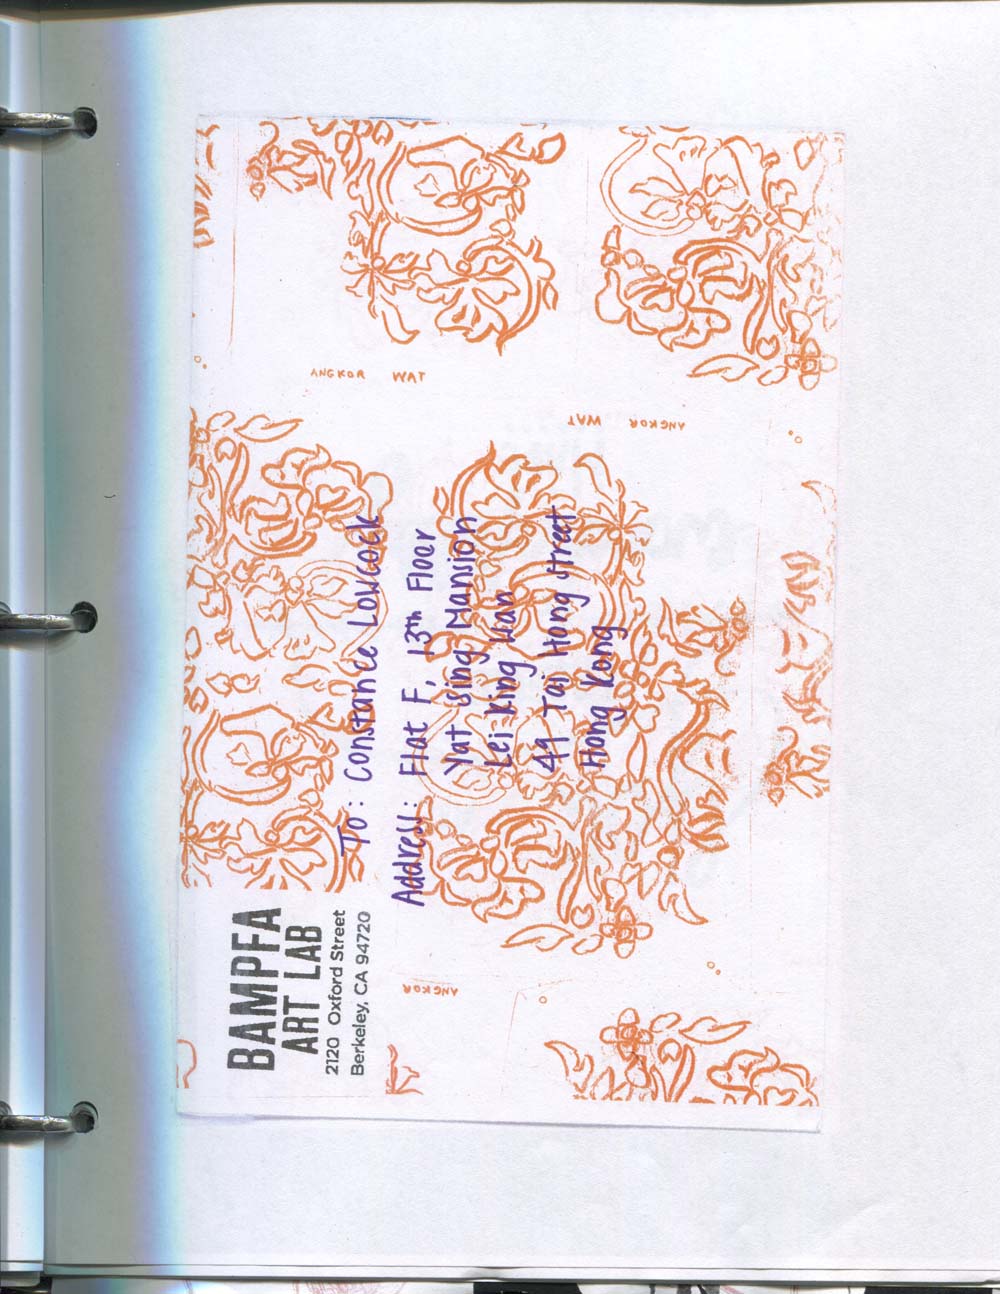 BAMPFA
ART LAB
2120 Oxford Street
Berkeley, CA 94720
To: Constance Lowcock
Address: Flat F, 13th Floor
Yat Sing Mansion
Lei King Wan
49 Tai Hong Street
Hong Kong
ANGKOR WAT
ANGKOR WAT
ANGKOR